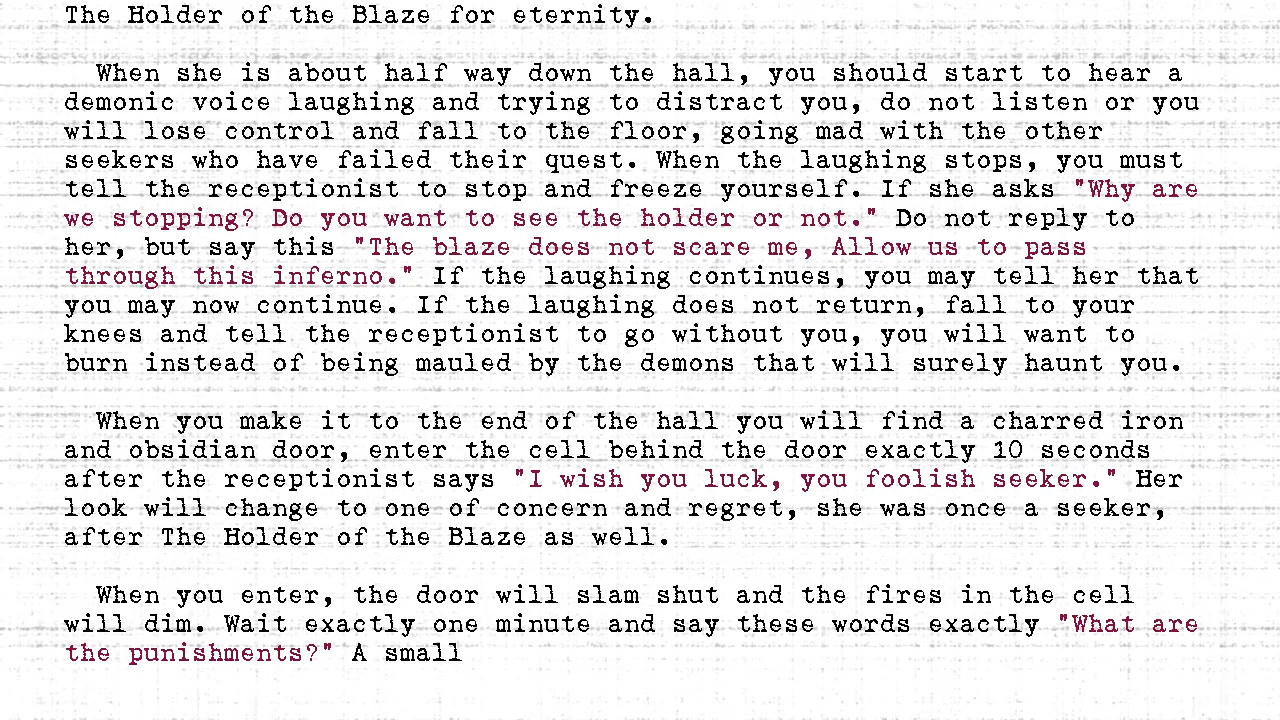 The Holder of the Blaze for eternity.
When she is about half way down the hall, you should start to hear a
demonic voice laughing and trying to distract you, do not listen or you
will lose control and fall to the floor, going mad with the other
seekers who have failed their quest. When the laughing stops, you must
tell the receptionist to stop and freeze yourself. If she asks "Why are
we stopping? Do you want to see the holder or not." Do not reply to
her, but say this "The blaze does not scare me, Allow us to pass
through this inferno." If the laughing continues, you may tell her that
you may now continue. If the laughing does not return, fall to your
knees and tell the receptionist to go without you, you will want to
burn instead of being mauled by the demons that will surely haunt you.
When you make it to the end of the hall you will find a charred iron
and obsidian door, enter the cell behind the door exactly 10 seconds
after the receptionist says "I wish you luck, you foolish seeker." Her
look will change to one of concern and regret, she was once a seeker,
after The Holder of the Blaze as well.
When you enter, the door will slam shut and the fires in the cell
will dim. Wait exactly one minute and say these words exactly "What are
the punishments?" A small